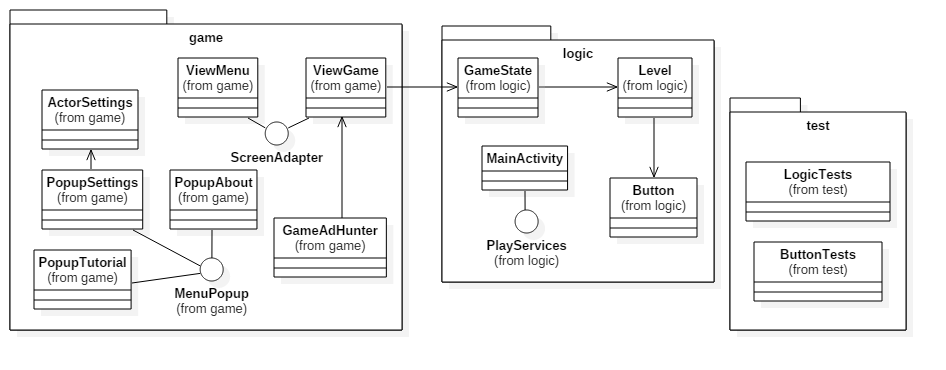 game
ViewMenu
(from game)
ViewGame
(from game)
ActorSettings
(from game)
ScreenAdapter
PopupSettings
(from game)
PopupAbout
(from game)
GameAdHunter
(from game)
PopupTutorial
(from game)
MenuPopup
(from game)
logic
GameState
(from logic)
Level
(from logic)
MainActivity
Button
(from logic)
PlayServices
(from logic)
test
LogicTests
(from test)
ButtonTests
(from test)